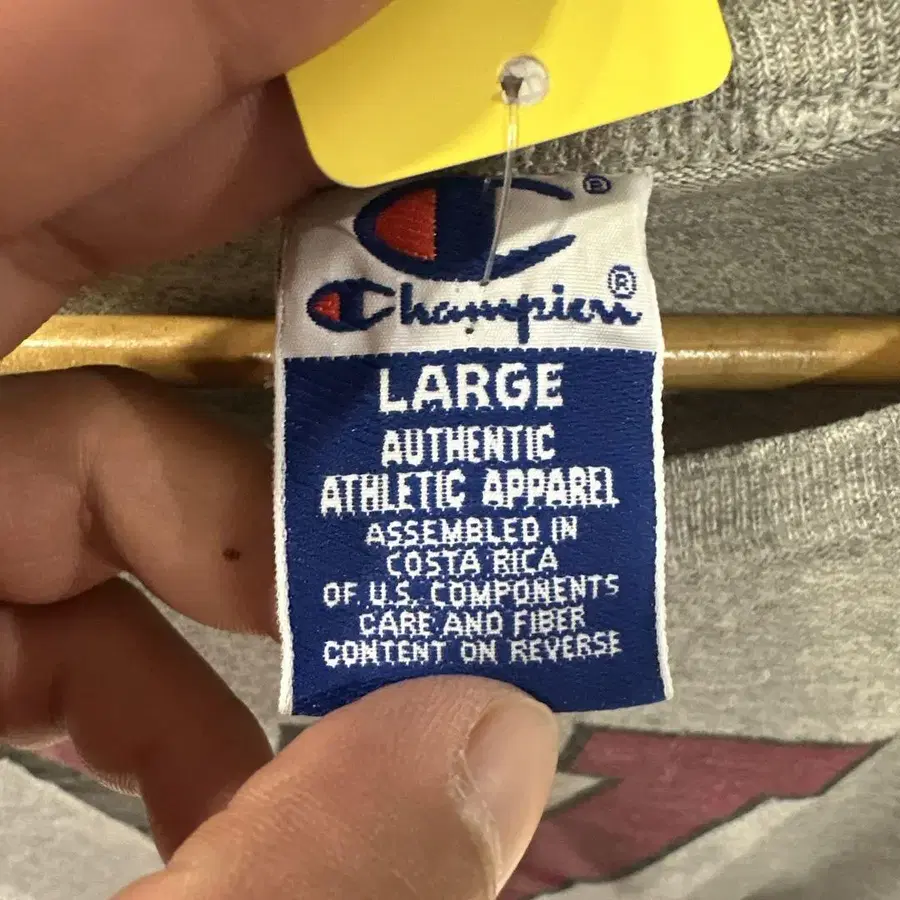 ®
Champion®
LARGE
AUTHENTIC
ATHLETIC APPAREL
ASSEMBLED IN
COSTA RICA
OF U.S. COMPONENTS
CARE AND FIBER
CONTENT ON REVERSE